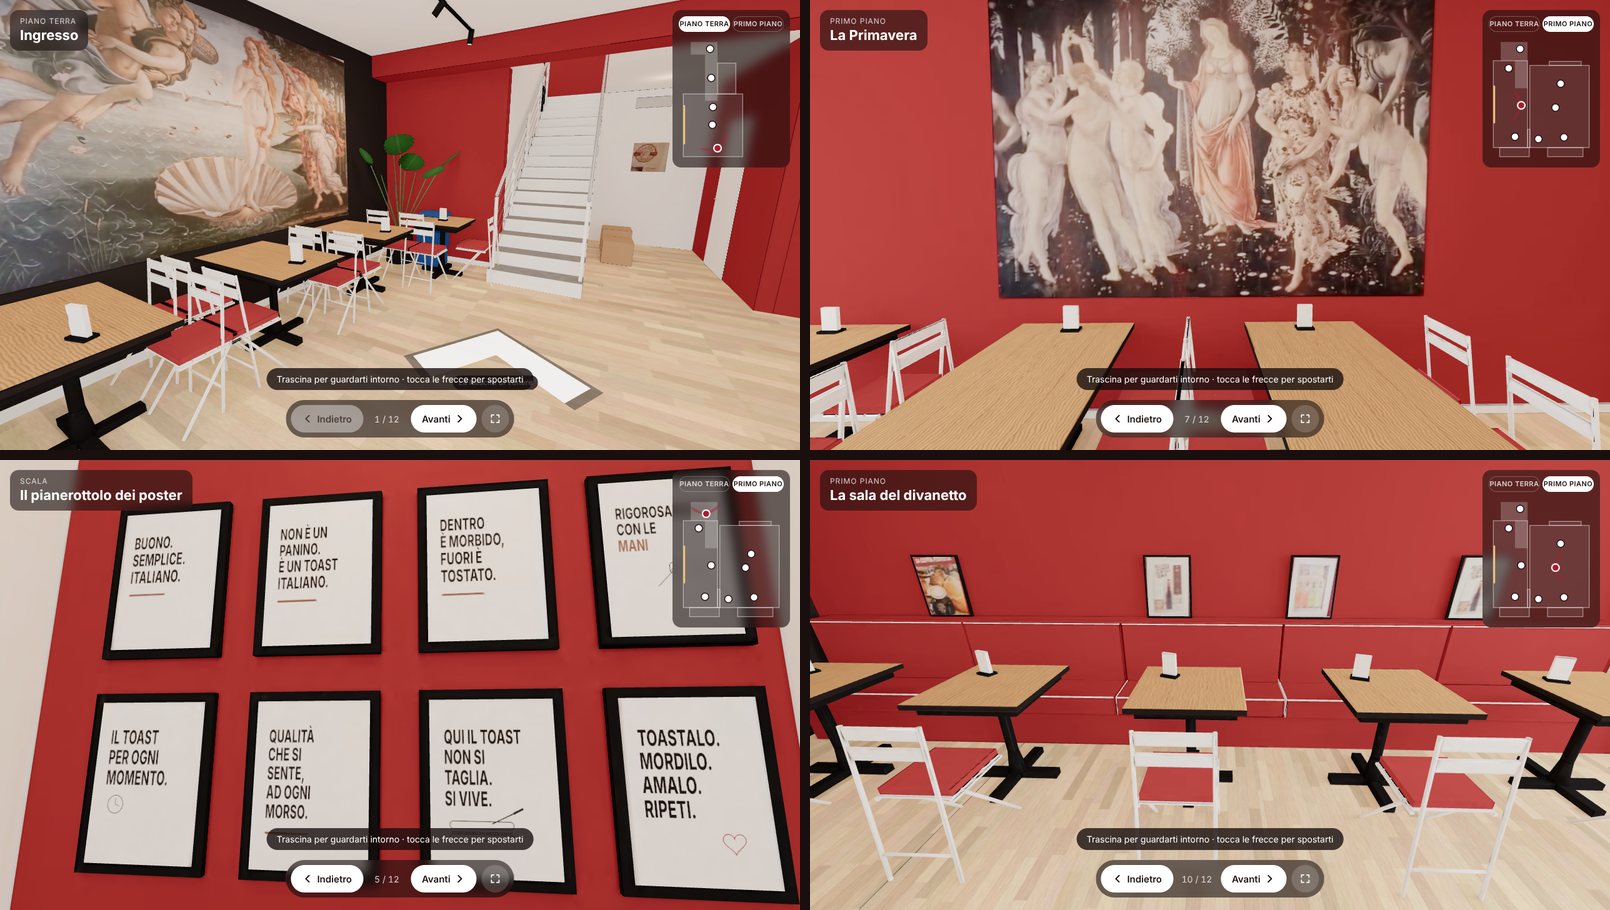 PIANO TERRA
Ingresso
PIANO TERRA
PRIMO PIANO
Trascina per guardarti intorno · tocca le frecce per spostarti
Indietro
1 / 12
Avanti
PRIMO PIANO
La Primavera
PIANO TERRA
PRIMO PIANO
Trascina per guardarti intorno · tocca le frecce per spostarti
Indietro
7 / 12
Avanti
SCALA
Il pianerottolo dei poster
PIANO TERRA
PRIMO PIANO
BUONO.
SEMPLICE.
ITALIANO.
NON È UN
PANINO.
È UN TOAST
ITALIANO.
DENTRO
È MORBIDO,
FUORI È
TOSTATO.
RIGOROSA
CON LE
MANI
IL TOAST
PER OGNI
MOMENTO.
QUALITÀ
CHE SI
SENTE,
AD OGNI
MORSO.
QUI IL TOAST
NON SI
TAGLIA.
SI VIVE.
TOASTALO.
MORDILO.
AMALO.
RIPETI.
Trascina per guardarti intorno · tocca le frecce per spostarti
Indietro
5 / 12
Avanti
PRIMO PIANO
La sala del divanetto
PIANO TERRA
PRIMO PIANO
Trascina per guardarti intorno · tocca le frecce per spostarti
Indietro
10 / 12
Avanti